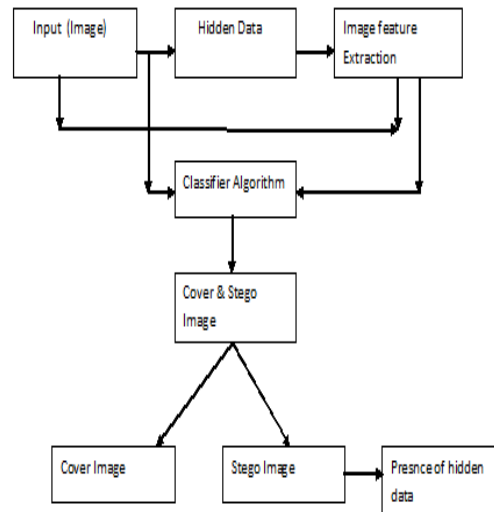 Input (Image)
Hidden Data
Image feature
Extraction
Classifier Algorithm
Cover & Stego
Image
Cover Image
Stego Image
Presnce of hidden
data